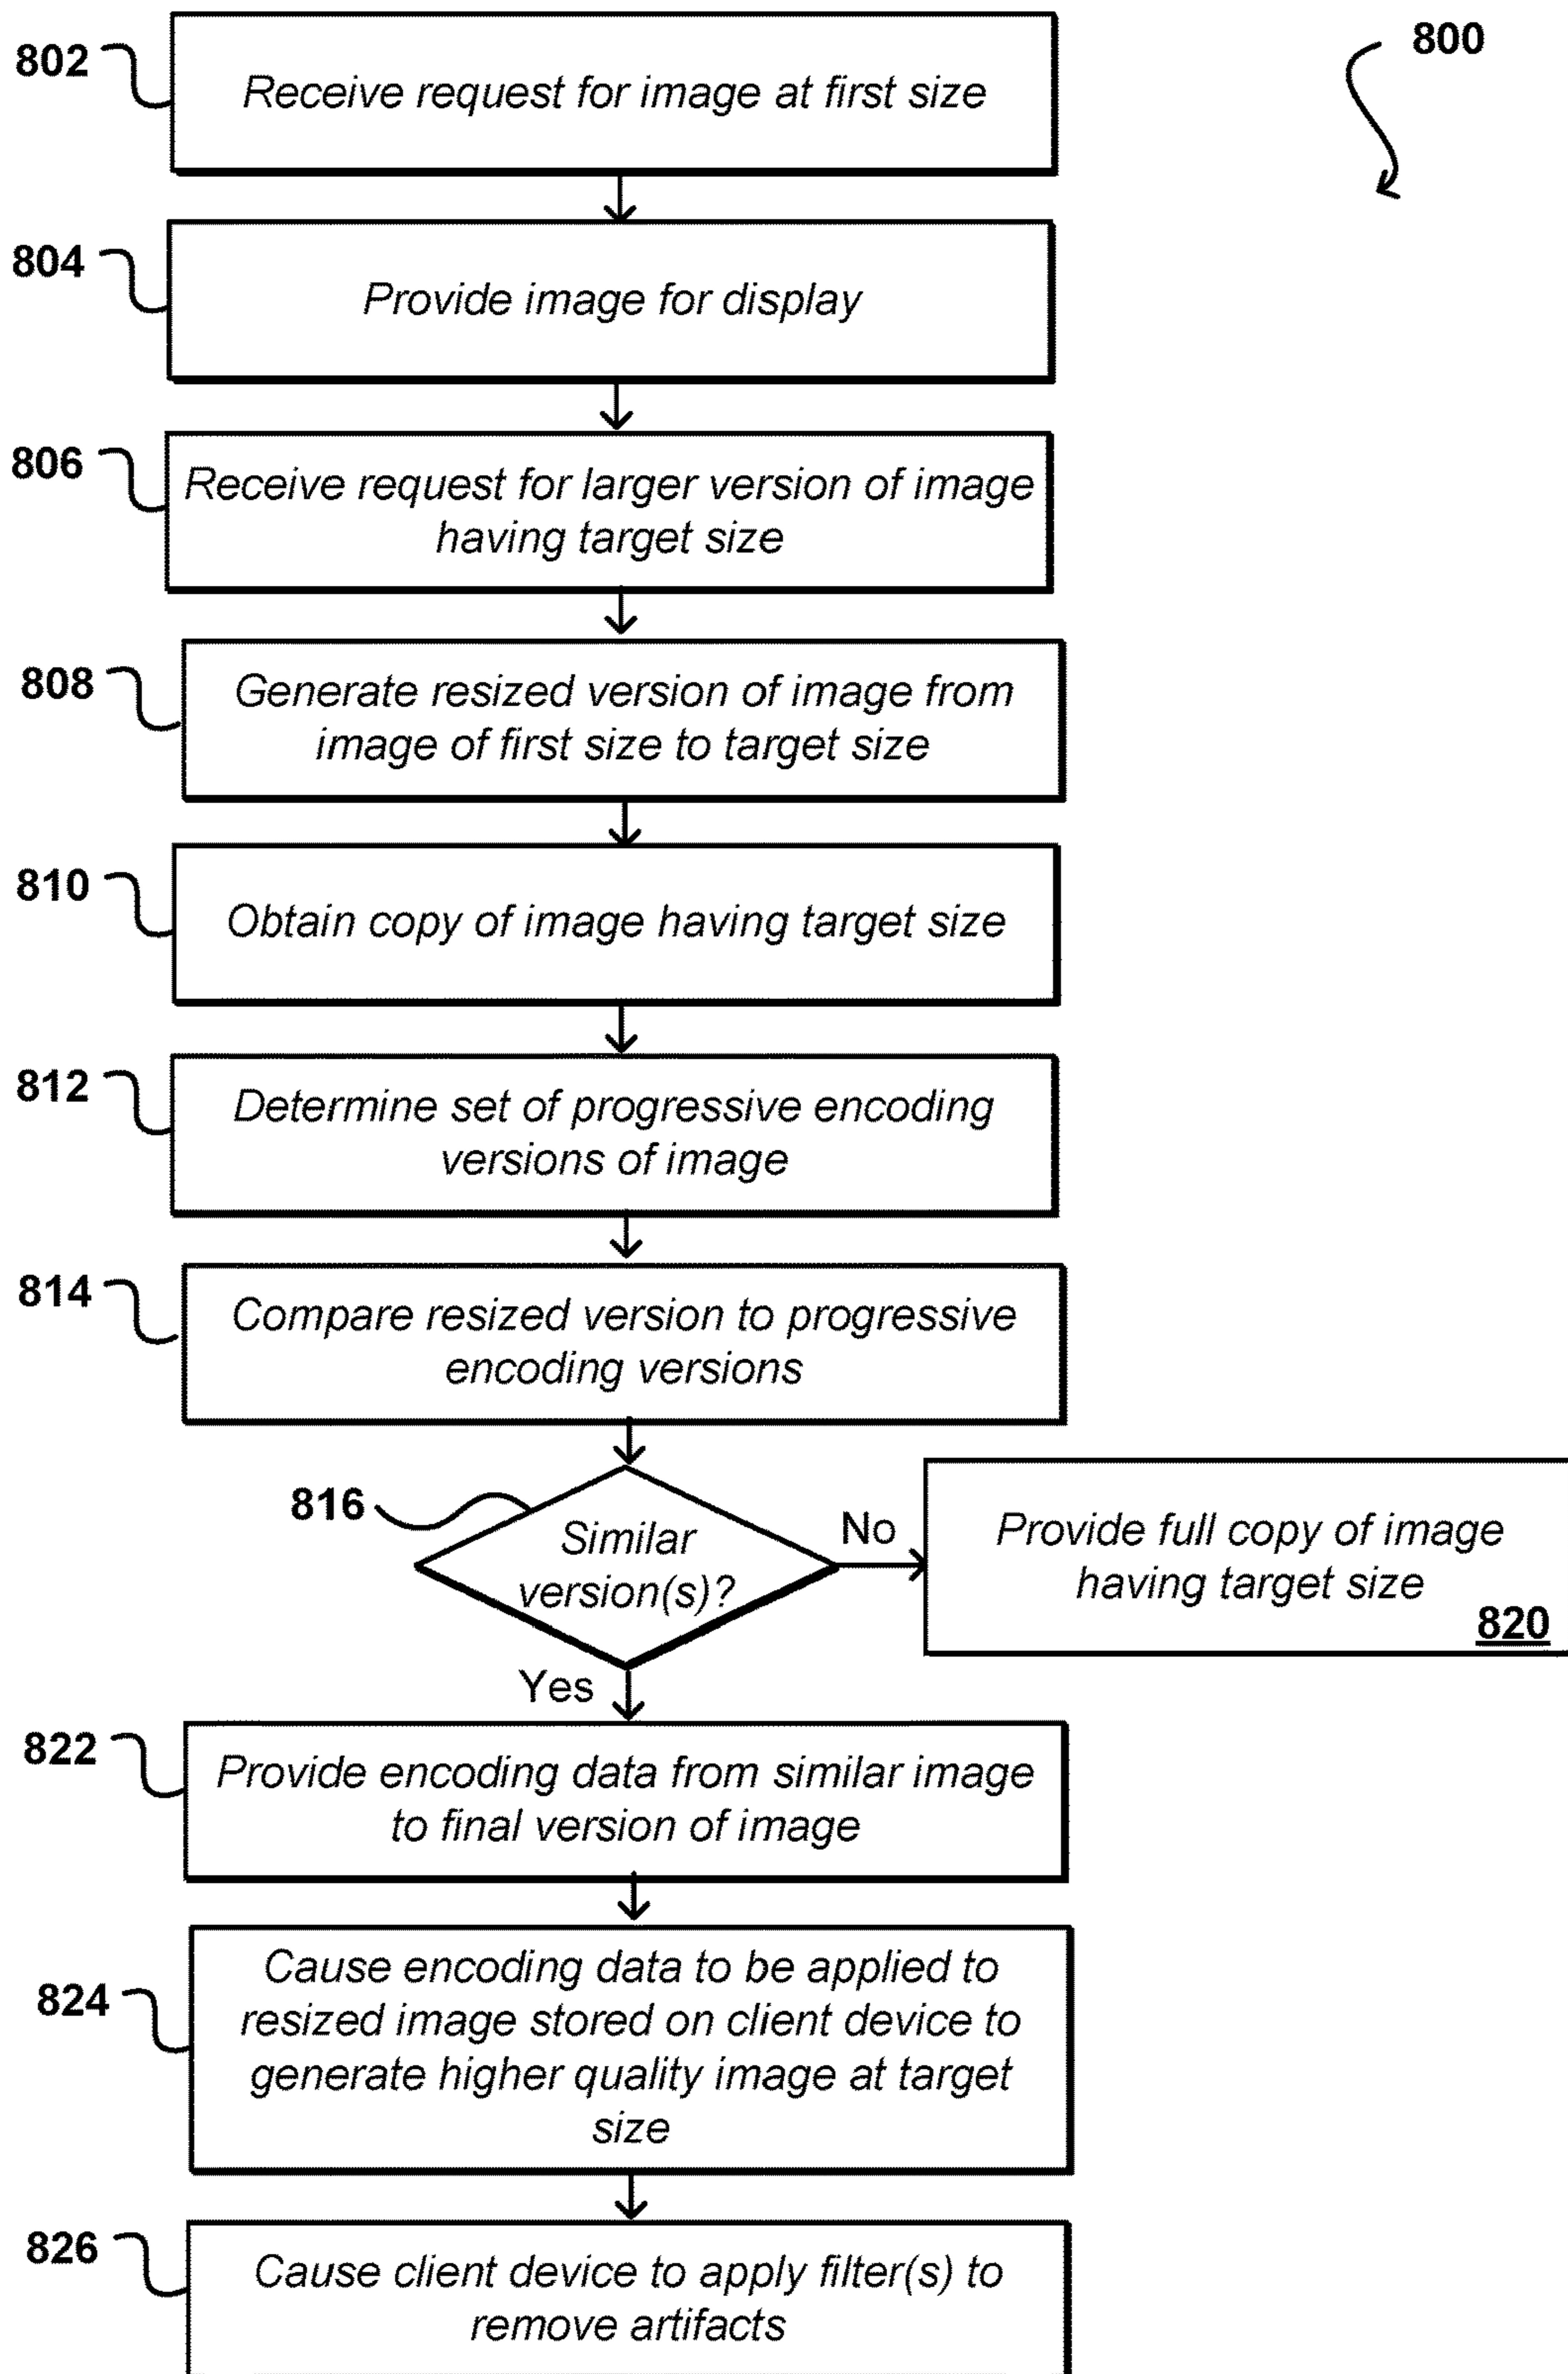 800
802
Receive request for image at first size
804
Provide image for display
806
Receive request for larger version of image
having target size
808
Generate resized version of image from
image of first size to target size
810
Obtain copy of image having target size
812
Determine set of progressive encoding
versions of image
814
Compare resized version to progressive
encoding versions
816
Similar
version(s)?
No
Provide full copy of image
having target size
820
Yes
822
Provide encoding data from similar image
to final version of image
824
Cause encoding data to be applied to
resized image stored on client device to
generate higher quality image at target
size
826
Cause client device to apply filter(s) to
remove artifacts